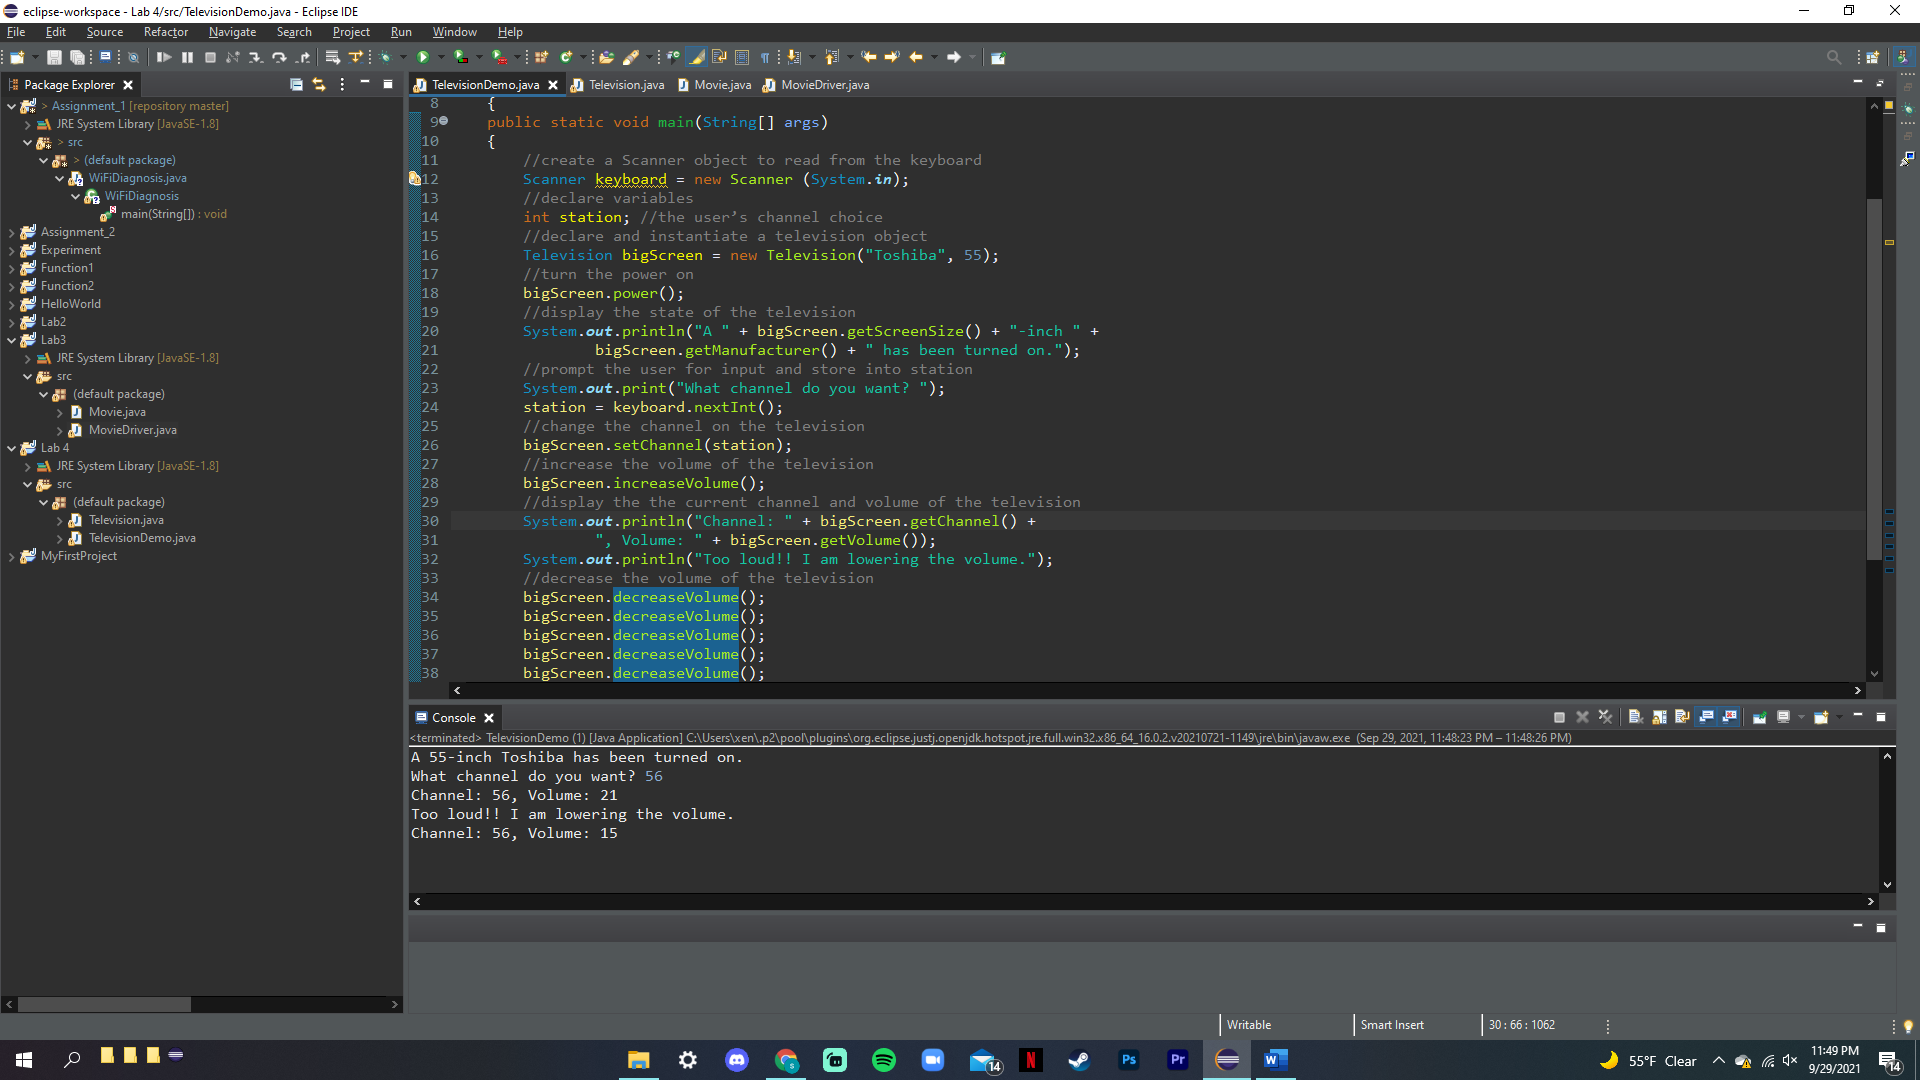 eclipse-workspace - Lab 4/src/TelevisionDemo.java - Eclipse IDE
File Edit Source Refactor Navigate Search Project Run Window Help
Package Explorer
> Assignment_1 [repository master]
JRE System Library [JavaSE-1.8]
> src
> (default package)
WiFiDiagnosis.java
WiFiDiagnosis
main(String[]) : void
Assignment_2
Experiment
Function1
Function2
HelloWorld
Lab2
Lab3
JRE System Library [JavaSE-1.8]
src
(default package)
Movie.java
MovieDriver.java
Lab 4
JRE System Library [JavaSE-1.8]
src
(default package)
Television.java
TelevisionDemo.java
MyFirstProject
TelevisionDemo.java Television.java Movie.java MovieDriver.java
8 {
9 public static void main(String[] args)
10 {
11 //create a Scanner object to read from the keyboard
12 Scanner keyboard = new Scanner (System.in);
13 //declare variables
14 int station; //the user’s channel choice
15 //declare and instantiate a television object
16 Television bigScreen = new Television("Toshiba", 55);
17 //turn the power on
18 bigScreen.power();
19 //display the state of the television
20 System.out.println("A " + bigScreen.getScreenSize() + "-inch " +
21 bigScreen.getManufacturer() + " has been turned on.");
22 //prompt the user for input and store into station
23 System.out.print("What channel do you want? ");
24 station = keyboard.nextInt();
25 //change the channel on the television
26 bigScreen.setChannel(station);
27 //increase the volume of the television
28 bigScreen.increaseVolume();
29 //display the the current channel and volume of the television
30 System.out.println("Channel: " + bigScreen.getChannel() +
31 ", Volume: " + bigScreen.getVolume());
32 System.out.println("Too loud!! I am lowering the volume.");
33 //decrease the volume of the television
34 bigScreen.decreaseVolume();
35 bigScreen.decreaseVolume();
36 bigScreen.decreaseVolume();
37 bigScreen.decreaseVolume();
38 bigScreen.decreaseVolume();
Console
<terminated> TelevisionDemo (1) [Java Application] C:\Users\xen\.p2\pool\plugins\org.eclipse.justj.openjdk.hotspot.jre.full.win32.x86_64_16.0.2.v20210721-1149\jre\bin\javaw.exe (Sep 29, 2021, 11:48:23 PM – 11:48:26 PM)
A 55-inch Toshiba has been turned on.
What channel do you want? 56
Channel: 56, Volume: 21
Too loud!! I am lowering the volume.
Channel: 56, Volume: 15
Writable Smart Insert 30 : 66 : 1062
14 N Ps Pr W 55°F Clear 11:49 PM 14
9/29/2021